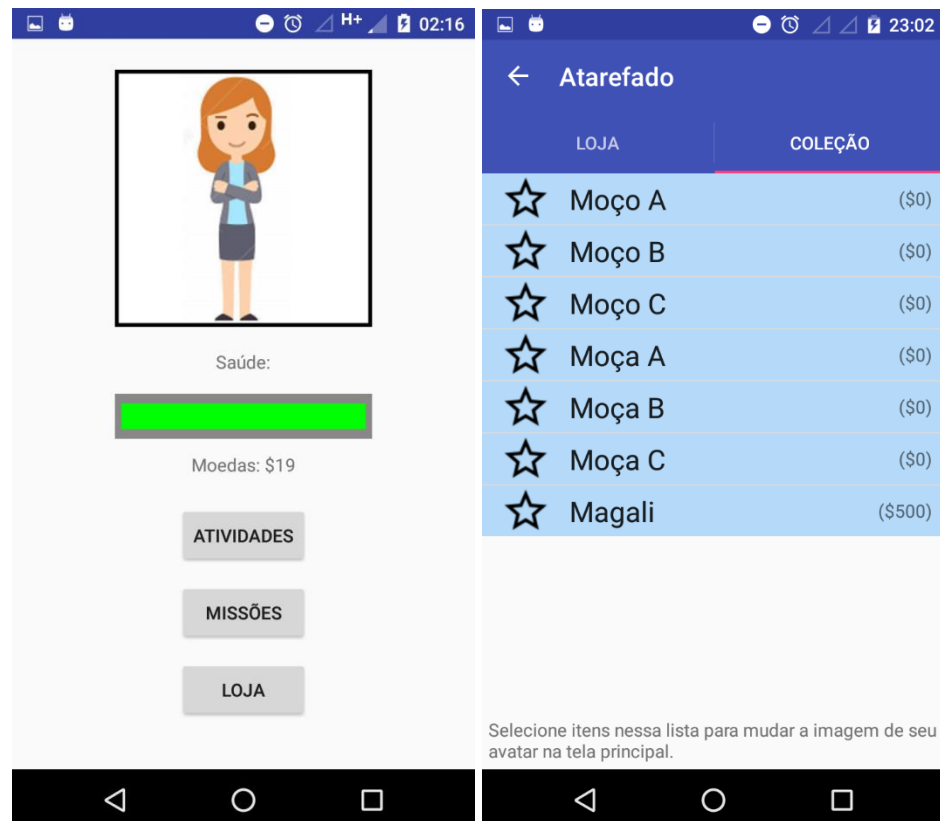 H+ 02:16
Saúde:
Moedas: $19
ATIVIDADES
MISSÕES
LOJA
23:02
Atarefado
LOJA COLEÇÃO
Moço A ($0)
Moço B ($0)
Moço C ($0)
Moça A ($0)
Moça B ($0)
Moça C ($0)
Magali ($500)
Selecione itens nessa lista para mudar a imagem de seu
avatar na tela principal.